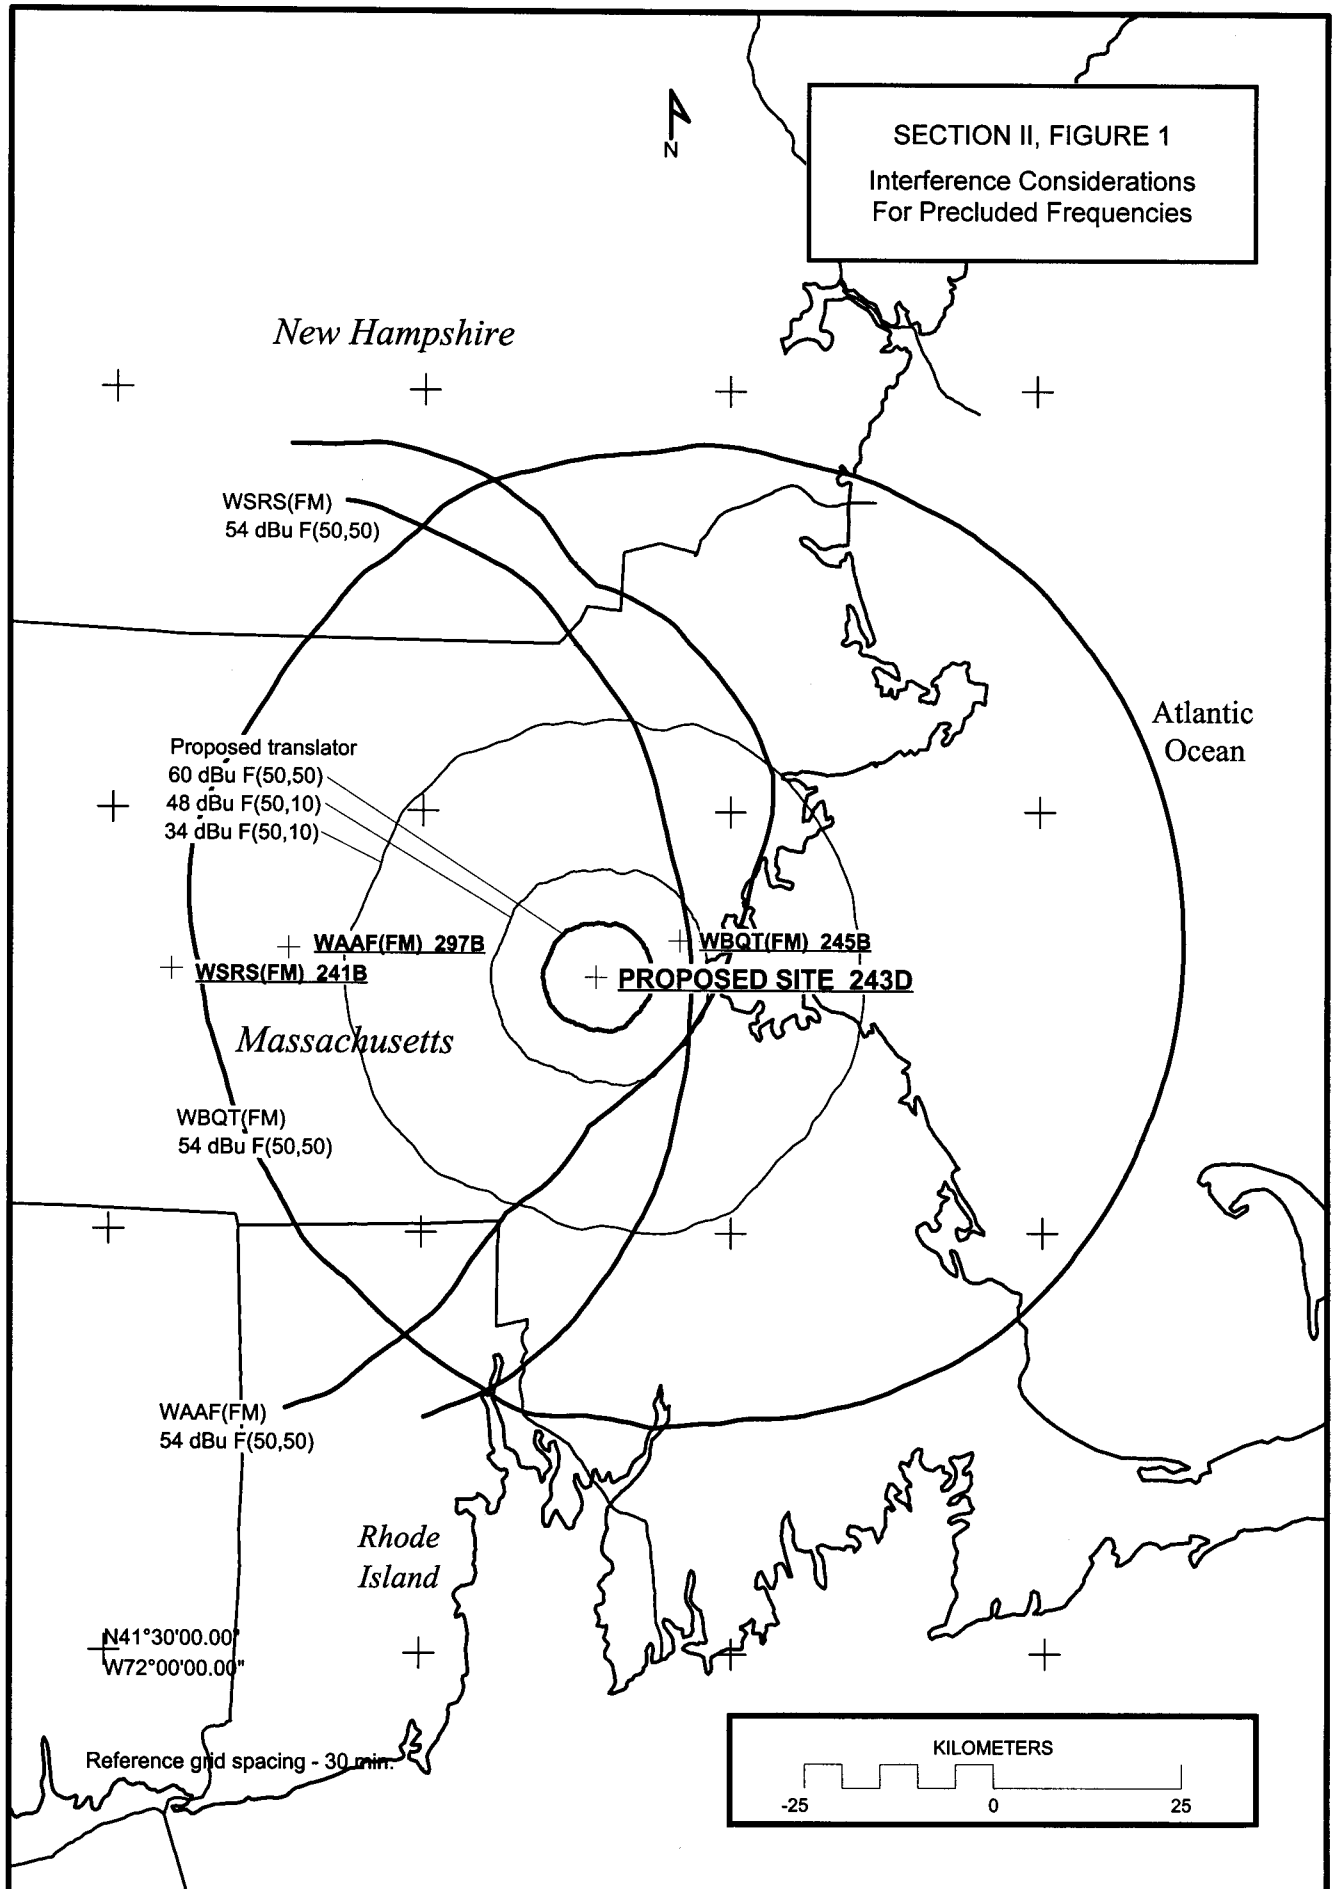 SECTION II, FIGURE 1
Interference Considerations
For Precluded Frequencies
N
New Hampshire
WSRS(FM)
54 dBu F(50,50)
Atlantic
Ocean
Proposed translator
60 dBu F(50,50)
48 dBu F(50,10)
34 dBu F(50,10)
WAAF(FM) 297B
WBQT(FM) 245B
WSRS(FM) 241B
PROPOSED SITE 243D
Massachusetts
WBQT(FM)
54 dBu F(50,50)
WAAF(FM)
54 dBu F(50,50)
Rhode
Island
N41°30'00.00"
W72°00'00.00"
Reference grid spacing - 30 min.
KILOMETERS
-25 0 25